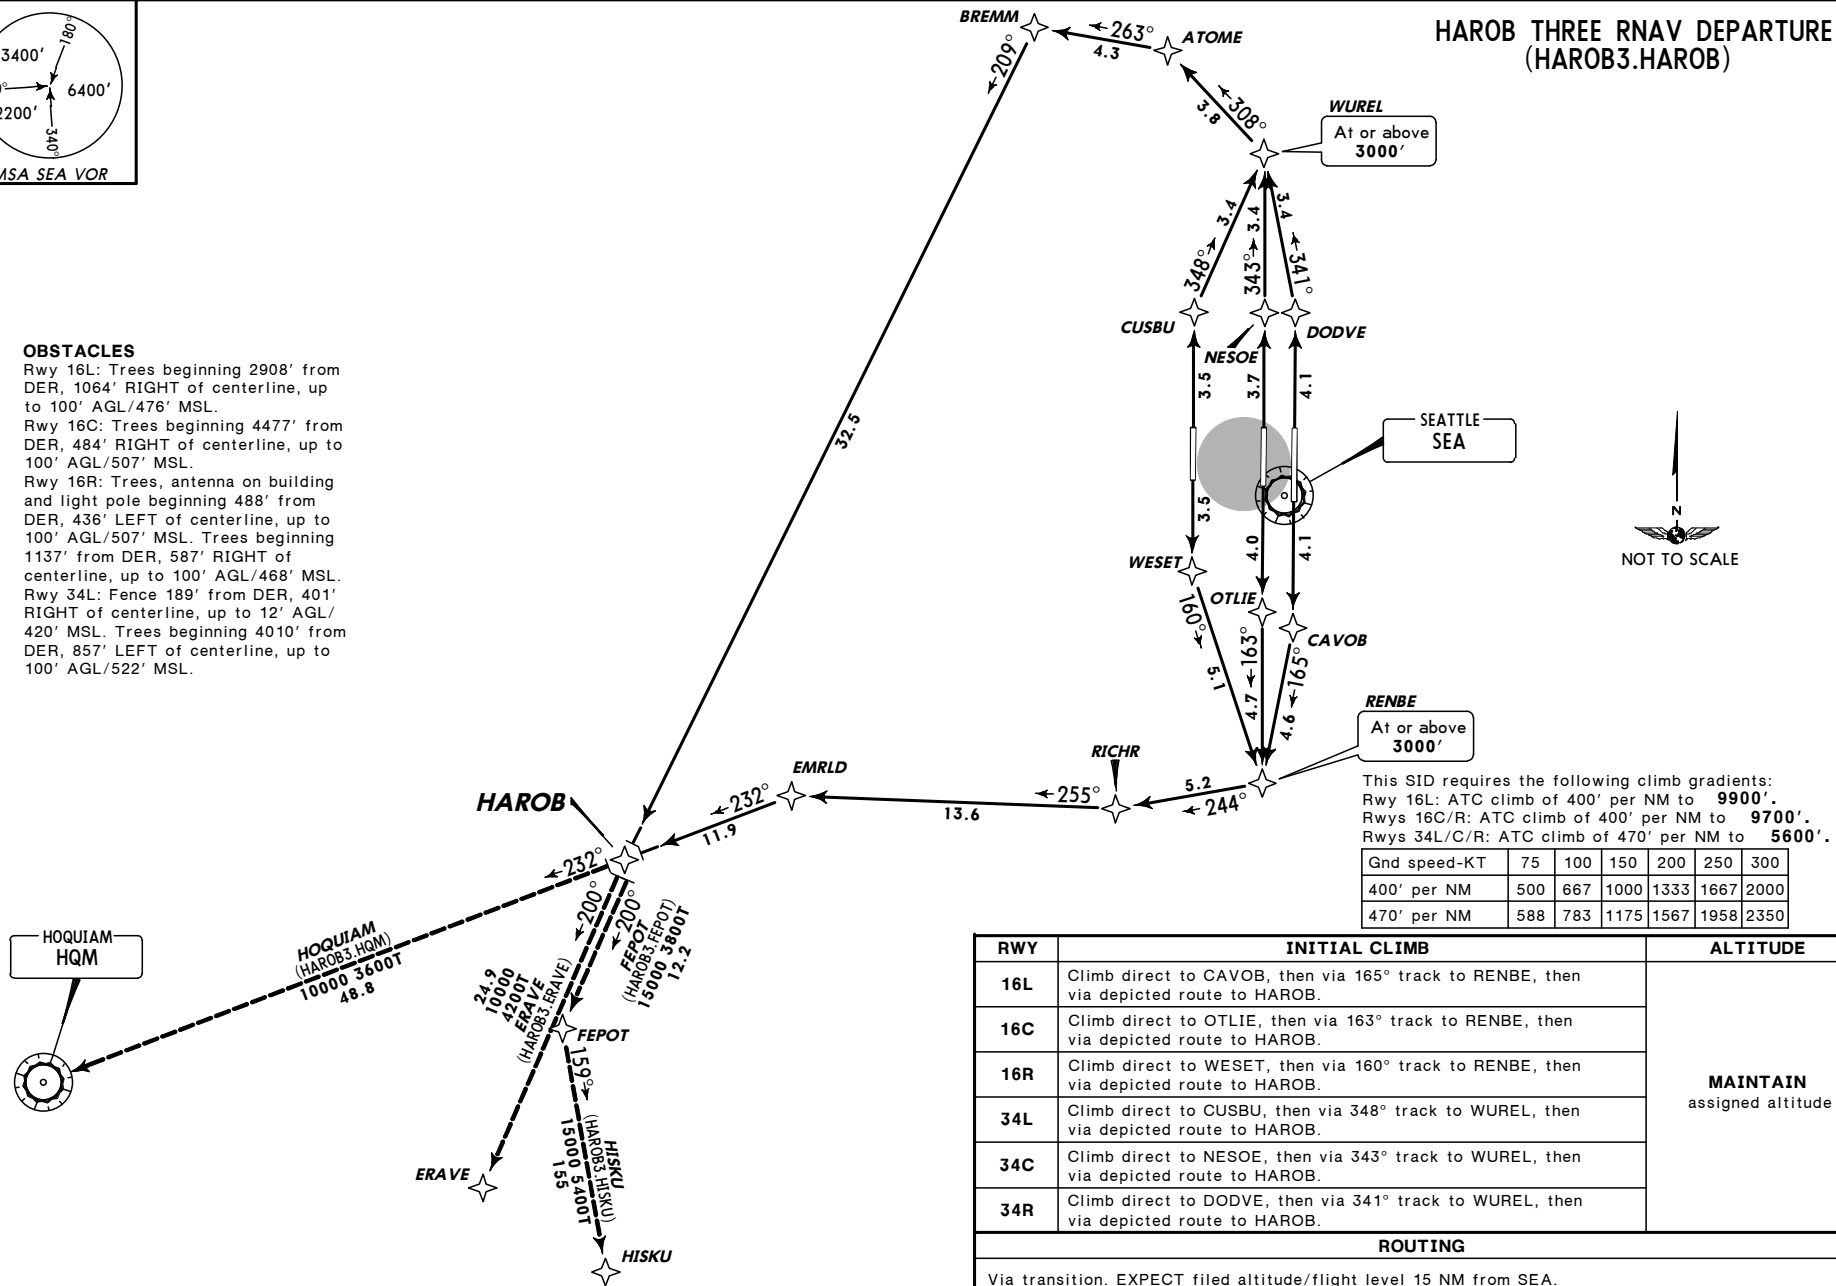 HAROB THREE RNAV DEPARTURE
(HAROB3.HAROB)
180°
3400'
6400'
2200'
340°
MSA SEA VOR
BREMM
263°
4.3
ATOME
209°
308°
3.8
WUREL
At or above
3000'
3.4
3.4
3.4
348°
343°
341°
CUSBU
NESOE
DODVE
3.5
3.7
4.1
32.5
OBSTACLES
Rwy 16L: Trees beginning 2908' from
DER, 1064' RIGHT of centerline, up
to 100' AGL/476' MSL.
Rwy 16C: Trees beginning 4477' from
DER, 484' RIGHT of centerline, up to
100' AGL/507' MSL.
Rwy 16R: Trees, antenna on building
and light pole beginning 488' from
DER, 436' LEFT of centerline, up to
100' AGL/507' MSL. Trees beginning
1137' from DER, 587' RIGHT of
centerline, up to 100' AGL/468' MSL.
Rwy 34L: Fence 189' from DER, 401'
RIGHT of centerline, up to 12' AGL/
420' MSL. Trees beginning 4010' from
DER, 857' LEFT of centerline, up to
100' AGL/522' MSL.
SEATTLE
SEA
N
NOT TO SCALE
3.5
4.0
4.1
WESET
OTLIE
CAVOB
160°
163°
165°
5.1
4.7
4.6
RENBE
At or above
3000'
RICHR
5.2
244°
EMRLD
255°
13.6
HAROB
232°
11.9
This SID requires the following climb gradients:
Rwy 16L: ATC climb of 400' per NM to 9900'.
Rwys 16C/R: ATC climb of 400' per NM to 9700'.
Rwys 34L/C/R: ATC climb of 470' per NM to 5600'.
Gnd speed-KT 75 100 150 200 250 300
400' per NM 500 667 1000 1333 1667 2000
470' per NM 588 783 1175 1567 1958 2350
232°
200°
200°
HOQUIAM
HQM
HOQUIAM
(HAROB3.HQM)
10000 3600T
48.8
24.9
10000
4200T
ERAVE
(HAROB3.ERAVE)
FEPOT
(HAROB3.FEPOT)
15000 3800T
12.2
FEPOT
159°
HISKU
(HAROB3.HISKU)
15000 5400T
155
ERAVE
HISKU
RWY INITIAL CLIMB ALTITUDE
16L Climb direct to CAVOB, then via 165° track to RENBE, then
via depicted route to HAROB.
16C Climb direct to OTLIE, then via 163° track to RENBE, then
via depicted route to HAROB.
16R Climb direct to WESET, then via 160° track to RENBE, then
via depicted route to HAROB.
34L Climb direct to CUSBU, then via 348° track to WUREL, then
via depicted route to HAROB.
34C Climb direct to NESOE, then via 343° track to WUREL, then
via depicted route to HAROB.
34R Climb direct to DODVE, then via 341° track to WUREL, then
via depicted route to HAROB.
MAINTAIN
assigned altitude
ROUTING
Via transition. EXPECT filed altitude/flight level 15 NM from SEA.